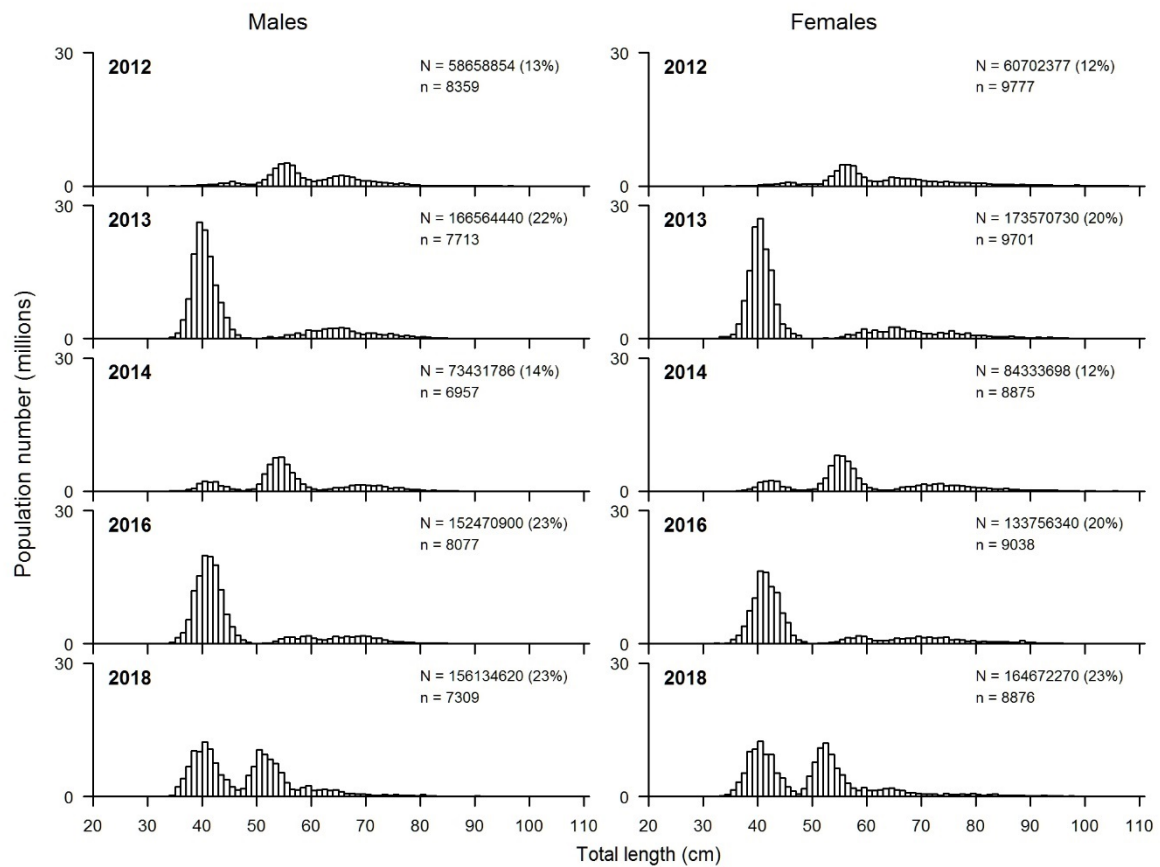 Males
Females
Population number (millions)
30
0
2012
N = 58658854 (13%)
n = 8359
30
0
2012
N = 60702377 (12%)
n = 9777
30
0
2013
N = 166564440 (22%)
n = 7713
30
0
2013
N = 173570730 (20%)
n = 9701
30
0
2014
N = 73431786 (14%)
n = 6957
30
0
2014
N = 84333698 (12%)
n = 8875
30
0
2016
N = 152470900 (23%)
n = 8077
30
0
2016
N = 133756340 (20%)
n = 9038
30
0
2018
N = 156134620 (23%)
n = 7309
30
0
2018
N = 164672270 (23%)
n = 8876
20 30 40 50 60 70 80 90 100 110
20 30 40 50 60 70 80 90 100 110
Total length (cm)